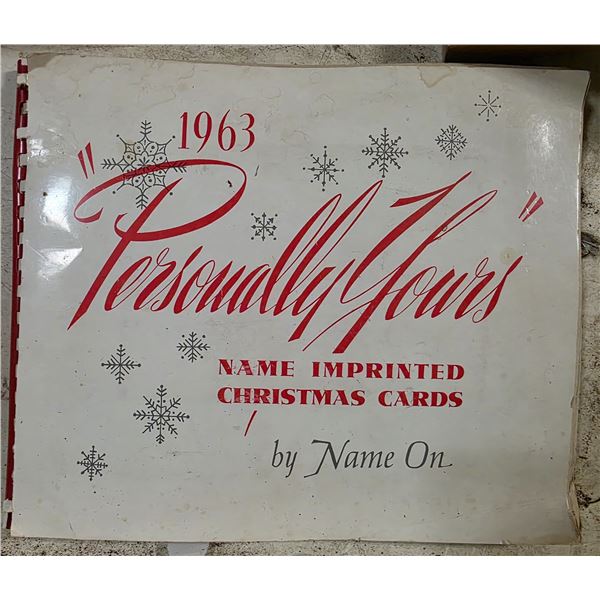 1963
"Personally Yours"
NAME IMPRINTED
CHRISTMAS CARDS
by Name On